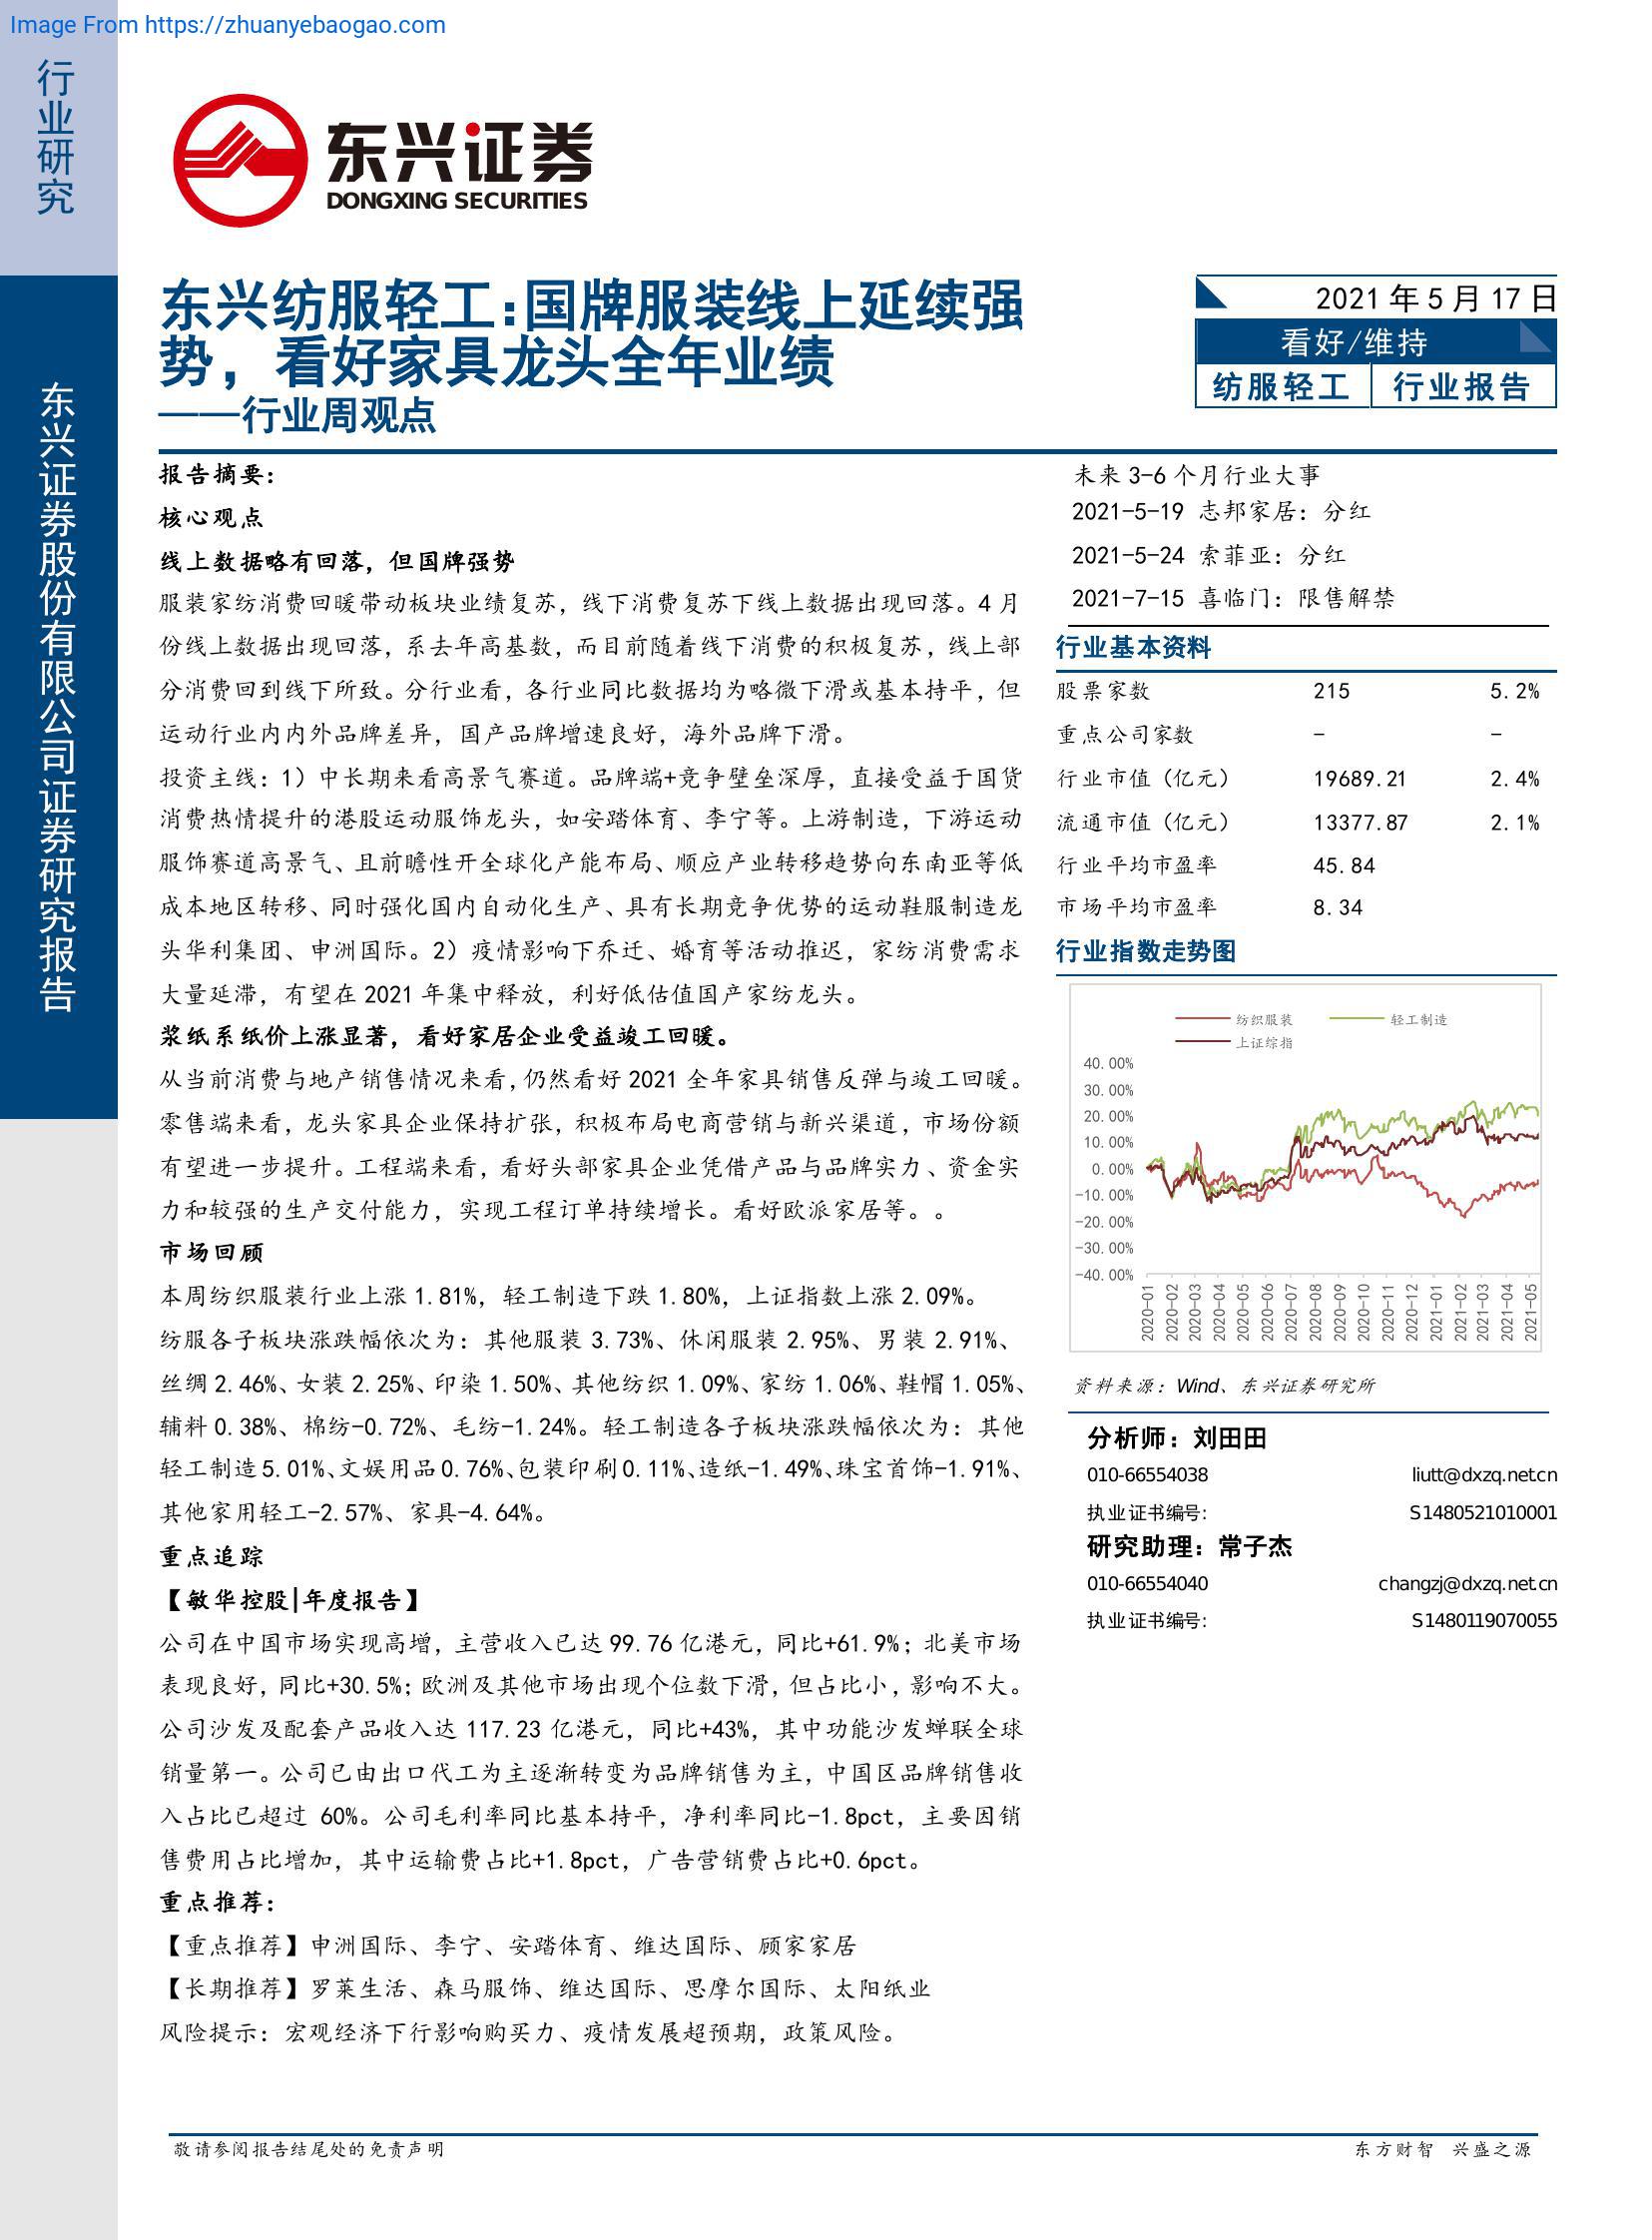 Image From https://zhuanyebaogao.com
行业研究
东兴证券股份有限公司证券研究报告
东兴证券
DONGXING SECURITIES
东兴纺服轻工:国牌服装线上延续强
势，看好家具龙头全年业绩
——行业周观点
2021 年 5 月 17 日
看好/维持
纺服轻工 行业报告
报告摘要：
核心观点
线上数据略有回落，但国牌强势
服装家纺消费回暖带动板块业绩复苏，线下消费复苏下线上数据出现回落。4 月
份线上数据出现回落，系去年高基数，而目前随着线下消费的积极复苏，线上部
分消费回到线下所致。分行业看，各行业同比数据均为略微下滑或基本持平，但
运动行业内内外品牌差异，国产品牌增速良好，海外品牌下滑。
投资主线：1）中长期来看高景气赛道。品牌端+竞争壁垒深厚，直接受益于国货
消费热情提升的港股运动服饰龙头，如安踏体育、李宁等。上游制造，下游运动
服饰赛道高景气、且前瞻性开全球化产能布局、顺应产业转移趋势向东南亚等低
成本地区转移、同时强化国内自动化生产、具有长期竞争优势的运动鞋服制造龙
头华利集团、申洲国际。2）疫情影响下乔迁、婚育等活动推迟，家纺消费需求
大量延滞，有望在 2021 年集中释放，利好低估值国产家纺龙头。
浆纸系纸价上涨显著，看好家居企业受益竣工回暖。
从当前消费与地产销售情况来看，仍然看好 2021 全年家具销售反弹与竣工回暖。
零售端来看，龙头家具企业保持扩张，积极布局电商营销与新兴渠道，市场份额
有望进一步提升。工程端来看，看好头部家具企业凭借产品与品牌实力、资金实
力和较强的生产交付能力，实现工程订单持续增长。看好欧派家居等。。
市场回顾
本周纺织服装行业上涨 1.81%，轻工制造下跌 1.80%，上证指数上涨 2.09%。
纺服各子板块涨跌幅依次为：其他服装 3.73%、休闲服装 2.95%、男装 2.91%、
丝绸 2.46%、女装 2.25%、印染 1.50%、其他纺织 1.09%、家纺 1.06%、鞋帽 1.05%、
辅料 0.38%、棉纺-0.72%、毛纺-1.24%。轻工制造各子板块涨跌幅依次为：其他
轻工制造 5.01%、文娱用品 0.76%、包装印刷 0.11%、造纸-1.49%、珠宝首饰-1.91%、
其他家用轻工-2.57%、家具-4.64%。
重点追踪
【敏华控股|年度报告】
公司在中国市场实现高增，主营收入已达 99.76 亿港元，同比+61.9%；北美市场
表现良好，同比+30.5%；欧洲及其他市场出现个位数下滑，但占比小，影响不大。
公司沙发及配套产品收入达 117.23 亿港元，同比+43%，其中功能沙发蝉联全球
销量第一。公司已由出口代工为主逐渐转变为品牌销售为主，中国区品牌销售收
入占比已超过 60%。公司毛利率同比基本持平，净利率同比-1.8pct，主要因销
售费用占比增加，其中运输费占比+1.8pct，广告营销费占比+0.6pct。
重点推荐：
【重点推荐】申洲国际、李宁、安踏体育、维达国际、顾家家居
【长期推荐】罗莱生活、森马服饰、维达国际、思摩尔国际、太阳纸业
风险提示：宏观经济下行影响购买力、疫情发展超预期，政策风险。
未来 3-6 个月行业大事
2021-5-19 志邦家居：分红
2021-5-24 索菲亚：分红
2021-7-15 喜临门：限售解禁
行业基本资料
股票家数 215 5.2%
重点公司家数 - -
行业市值（亿元） 19689.21 2.4%
流通市值（亿元） 13377.87 2.1%
行业平均市盈率 45.84
市场平均市盈率 8.34
行业指数走势图
纺织服装 轻工制造
上证综指
40.00%
30.00%
20.00%
10.00%
0.00%
-10.00%
-20.00%
-30.00%
-40.00%
2020-01 2020-02 2020-03 2020-04 2020-05 2020-06 2020-07 2020-08 2020-09 2020-10 2020-11 2020-12 2021-01 2021-02 2021-03 2021-04 2021-05
资料来源：Wind、东兴证券研究所
分析师：刘田田
010-66554038 liutt@dxzq.net.cn
执业证书编号: S1480521010001
研究助理：常子杰
010-66554040 changzj@dxzq.net.cn
执业证书编号: S1480119070055
敬请参阅报告结尾处的免责声明
东方财智 兴盛之源